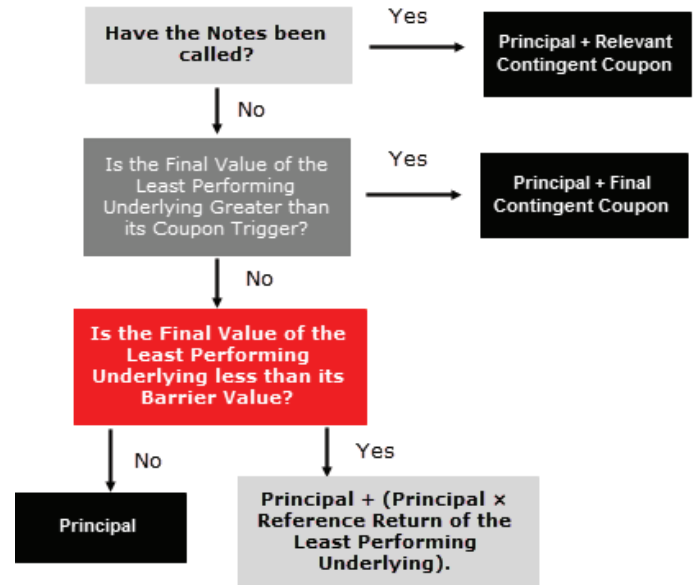 Have the Notes been
called?
Yes
Principal + Relevant
Contingent Coupon
No
Is the Final Value of the
Least Performing
Underlying Greater than
its Coupon Trigger?
Yes
Principal + Final
Contingent Coupon
No
Is the Final Value of the
Least Performing
Underlying less than its
Barrier Value?
No
Yes
Principal
Principal + (Principal ×
Reference Return of the
Least Performing
Underlying).